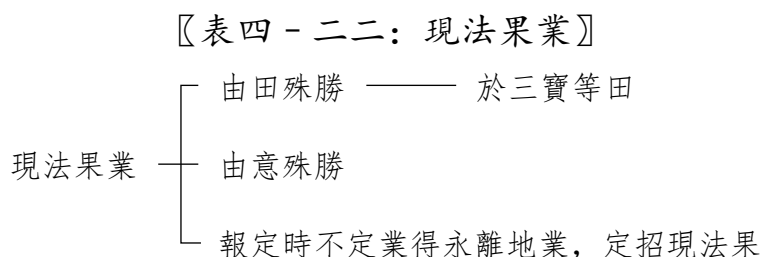 〖表四－二二：現法果業〗
由田殊勝 於三寶等田
現法果業 由意殊勝
報定時不定業得永離地業，定招現法果